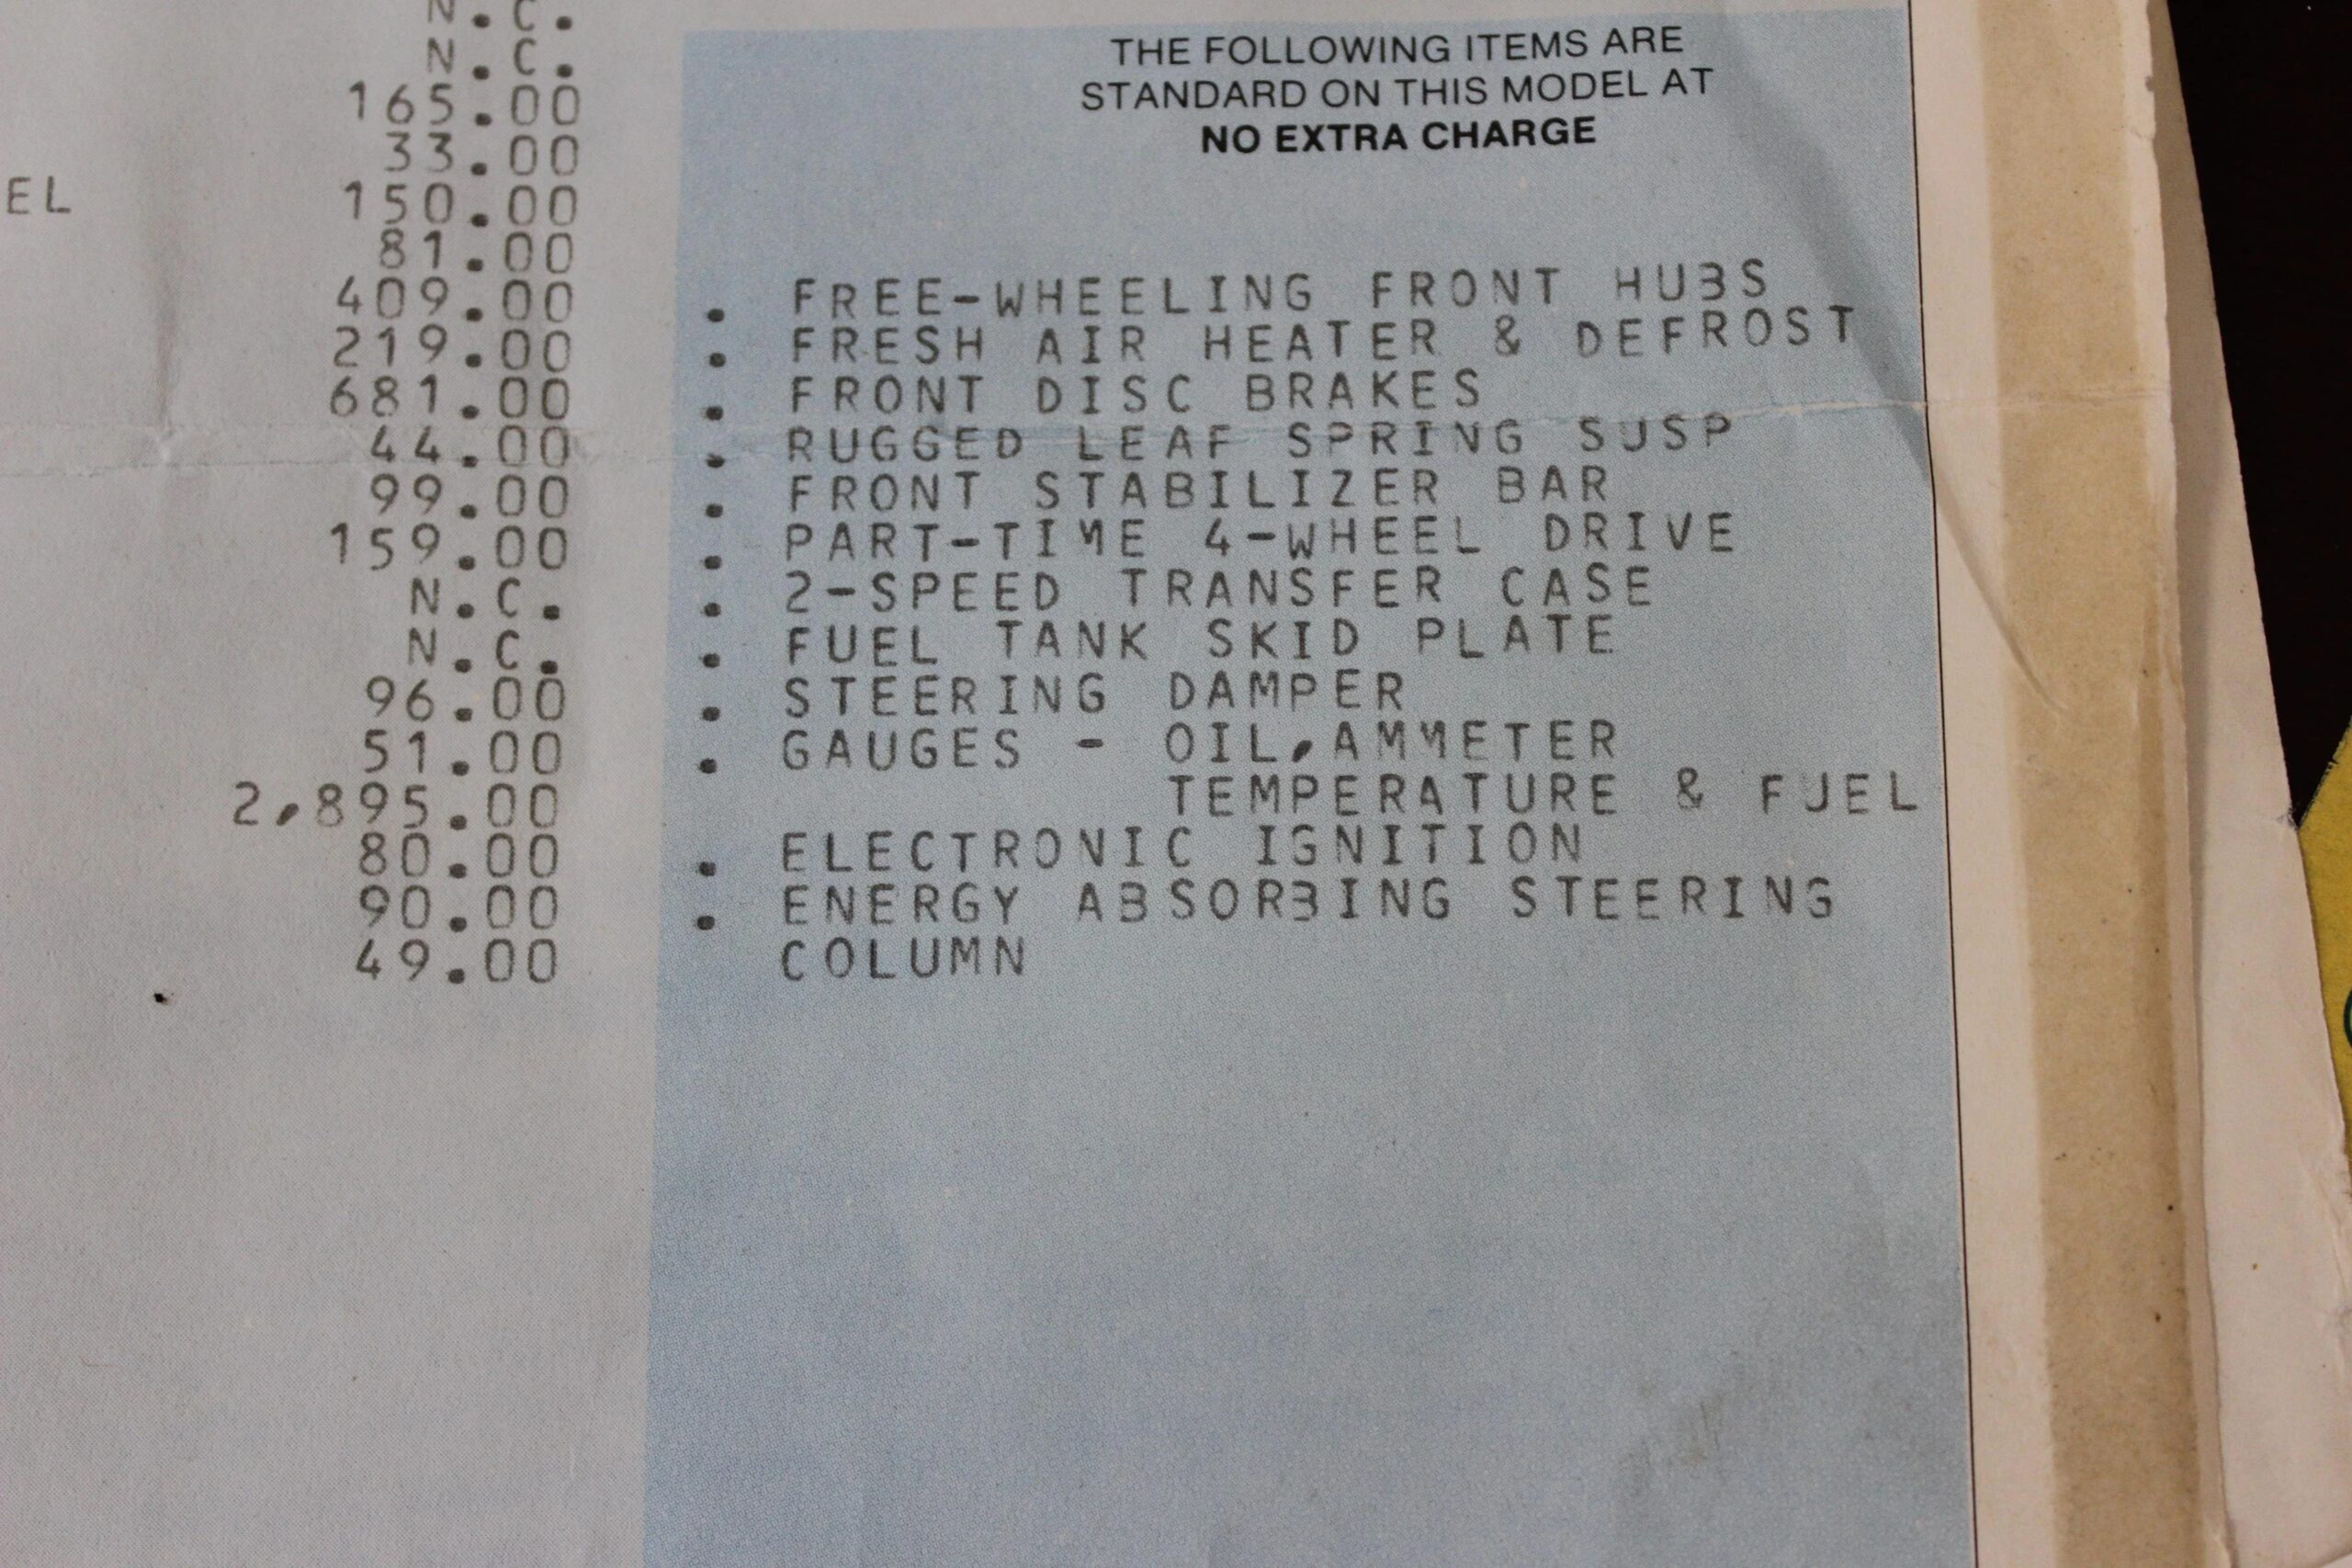 N.C.
N.C.
165.00
33.00
EL 150.00
81.00
409.00
219.00
681.00
44.00
99.00
159.00
N.C.
N.C.
96.00
51.00
2,895.00
80.00
90.00
49.00
THE FOLLOWING ITEMS ARE
STANDARD ON THIS MODEL AT
NO EXTRA CHARGE
. FREE-WHEELING FRONT HUBS
. FRESH AIR HEATER & DEFROST
. FRONT DISC BRAKES
. RUGGED LEAF SPRING SUSP
. FRONT STABILIZER BAR
. PART-TIME 4-WHEEL DRIVE
. 2-SPEED TRANSFER CASE
. FUEL TANK SKID PLATE
. STEERING DAMPER
. GAUGES - OIL,AMMETER
TEMPERATURE & FUEL
. ELECTRONIC IGNITION
. ENERGY ABSORBING STEERING
COLUMN